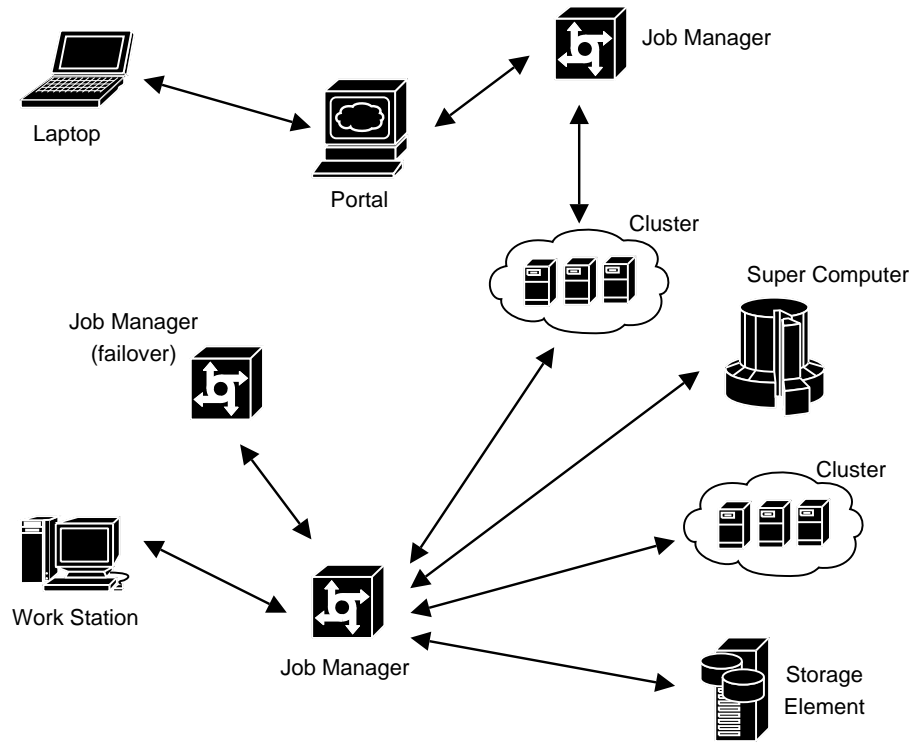 Job Manager
Laptop
Portal
Cluster
Super Computer
Job Manager
(failover)
Cluster
Work Station
Job Manager
Storage
Element